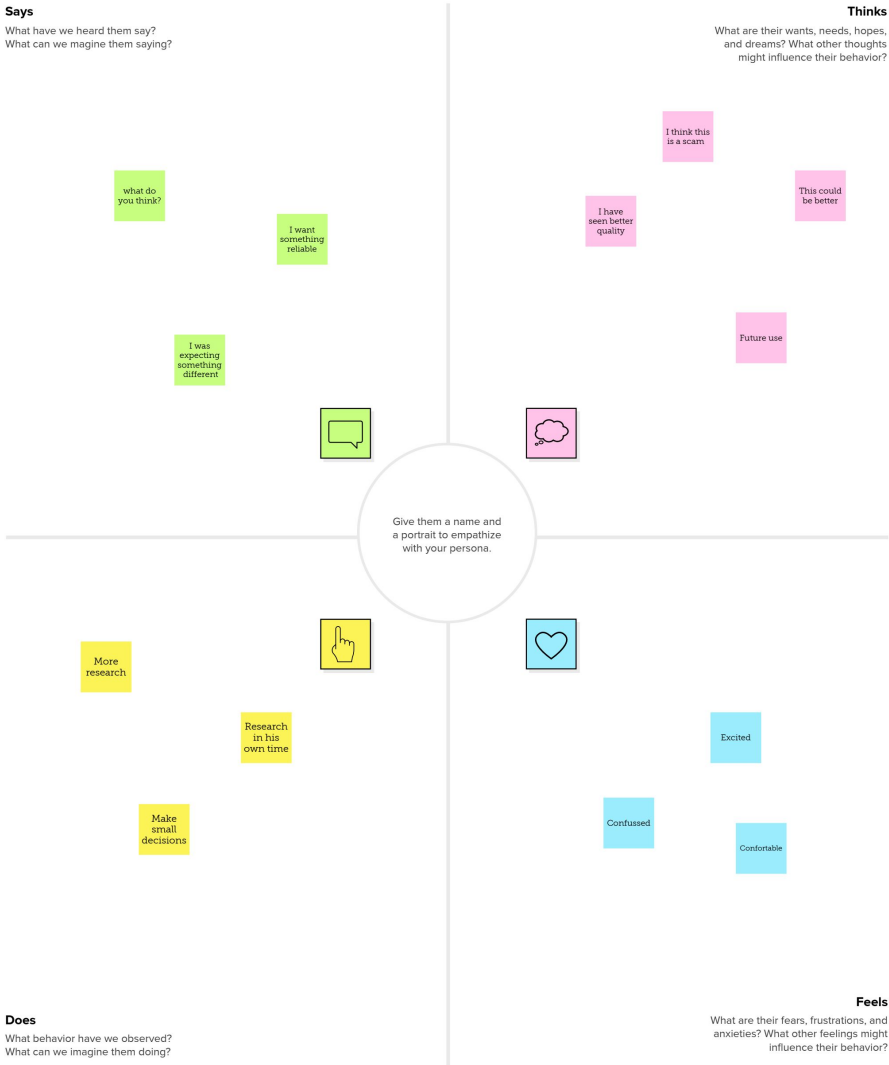 Says
What have we heard them say?
What can we magine them saying?
Thinks
What are their wants, needs, hopes,
and dreams? What other thoughts
might influence their behavior?
what do
you think?
I want
something
reliable
I was
expecting
something
different
I think this
is a scam
This could
be better
I have
seen better
quality
Future use
Give them a name and
a portrait to empathize
with your persona.
More
research
Research
in his
own time
Make
small
decisions
Excited
Confussed
Confortable
Does
What behavior have we observed?
What can we imagine them doing?
Feels
What are their fears, frustrations, and
anxieties? What other feelings might
influence their behavior?